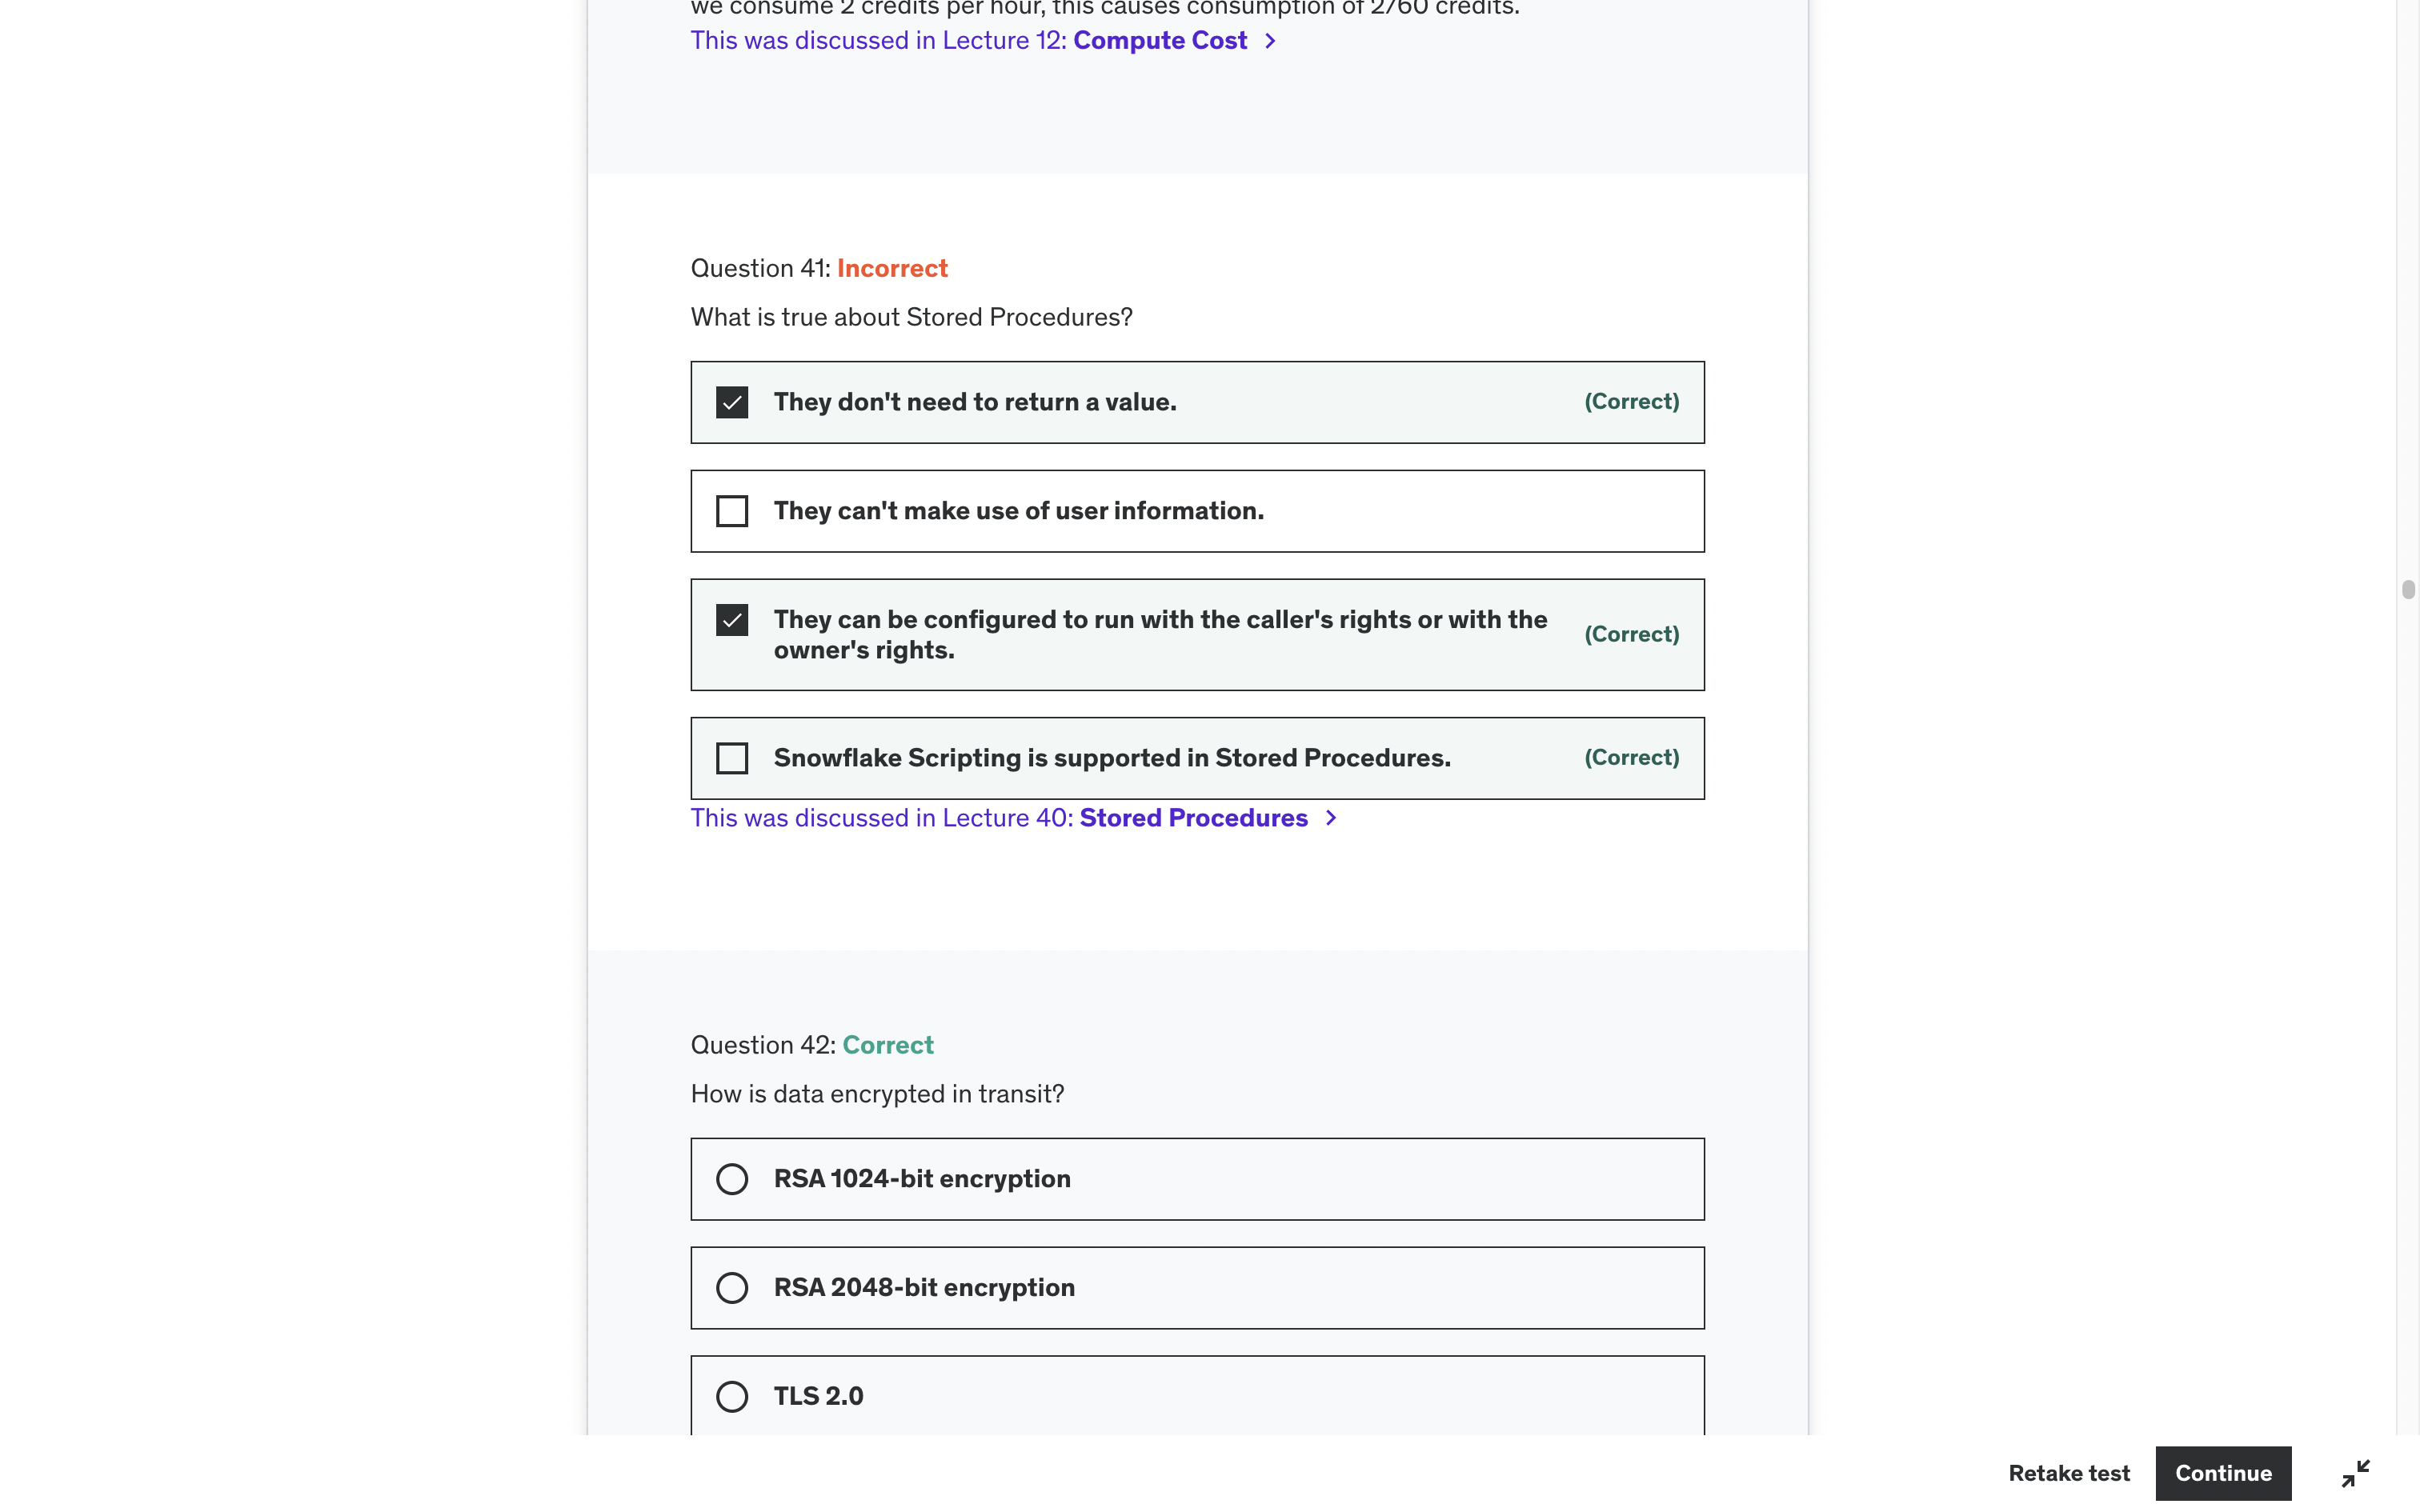 we consume 2 credits per hour, this causes consumption of 2/60 credits.
This was discussed in Lecture 12: Compute Cost
Question 41: Incorrect
What is true about Stored Procedures?
They don't need to return a value. (Correct)
They can't make use of user information.
They can be configured to run with the caller's rights or with the
owner's rights. (Correct)
Snowflake Scripting is supported in Stored Procedures. (Correct)
This was discussed in Lecture 40: Stored Procedures
Question 42: Correct
How is data encrypted in transit?
RSA 1024-bit encryption
RSA 2048-bit encryption
TLS 2.0
Retake test Continue